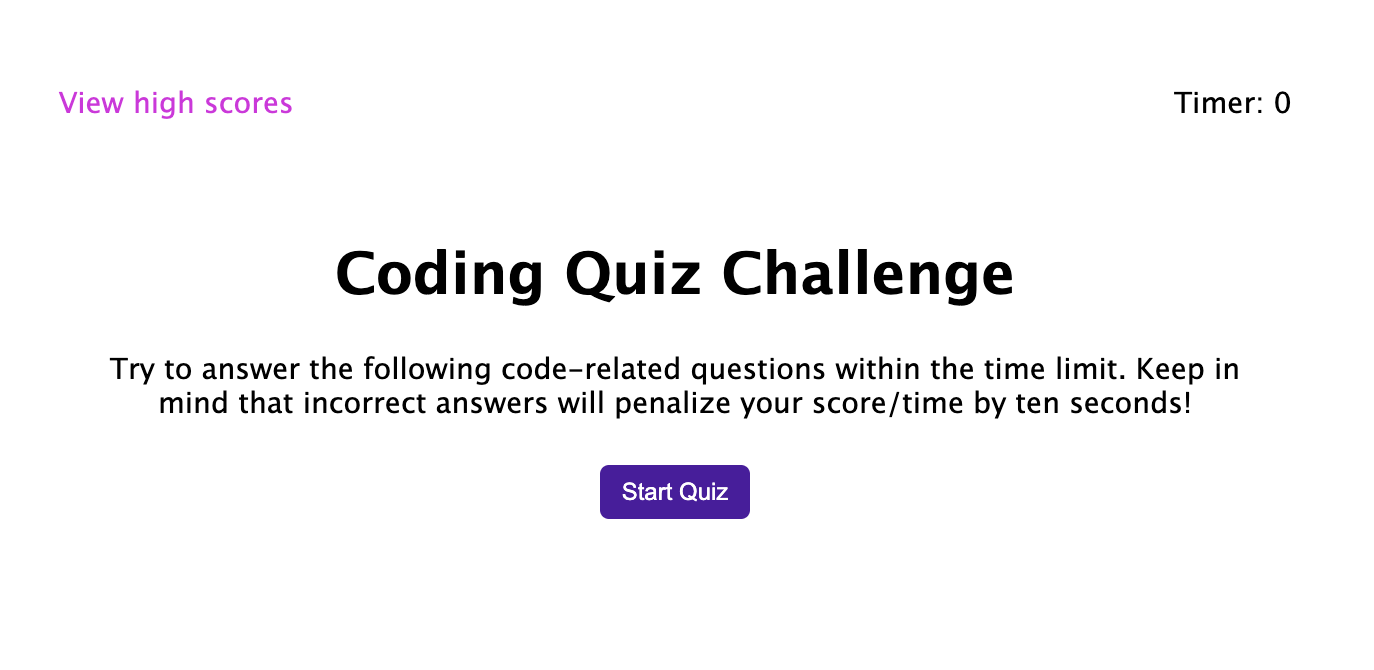 View high scores
Timer: 0
Coding Quiz Challenge
Try to answer the following code-related questions within the time limit. Keep in
mind that incorrect answers will penalize your score/time by ten seconds!
Start Quiz